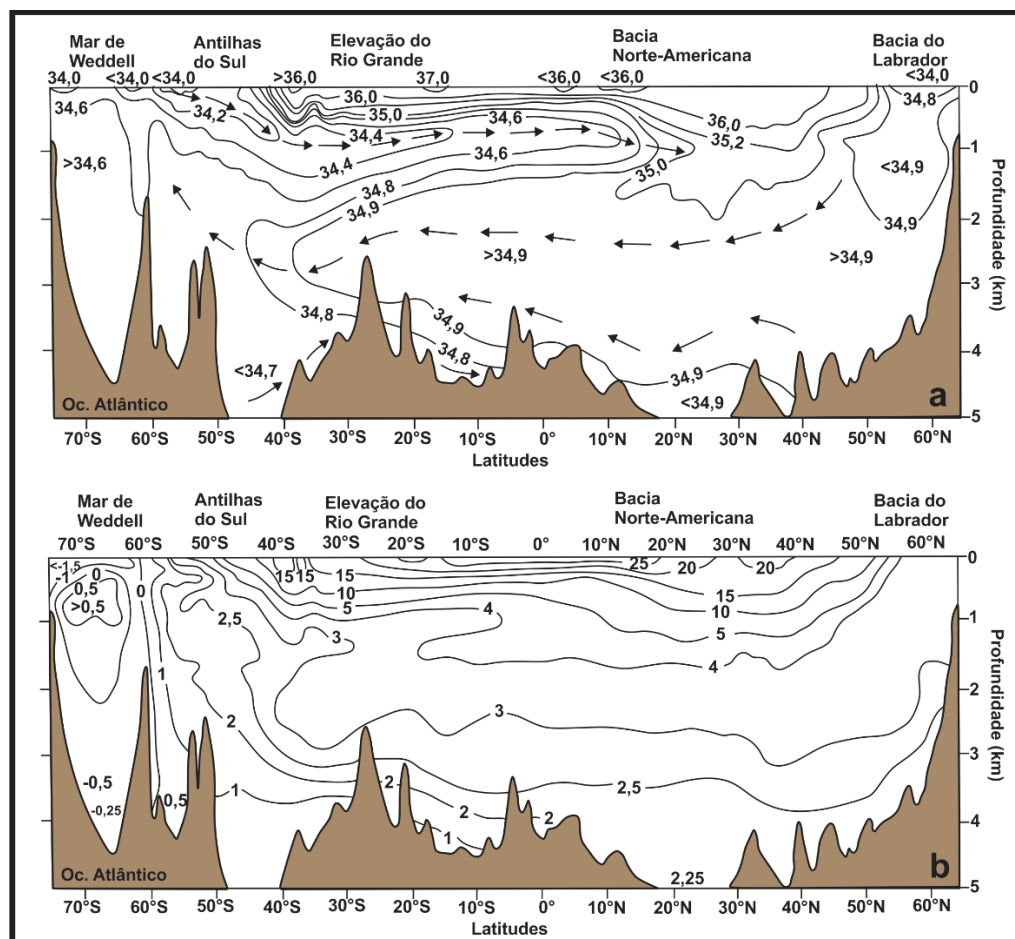 Mar de Weddell
Antilhas do Sul
Elevação do Rio Grande
Bacia Norte-Americana
Bacia do Labrador
34,0 <34,0 <34,0 >36,0 37,0 <36,0 <36,0 <34,0
0
34,6 34,2 36,0 35,0 34,6 36,0 34,8
34,4 35,2
>34,6 34,4 34,6 35,0 <34,9
1
34,8
34,9 34,9
2
>34,9 >34,9
3
34,8 34,9
34,8
<34,7 34,9
4
<34,9
Oc. Atlântico
a
5
Profundidade (km)
70°S 60°S 50°S 40°S 30°S 20°S 10°S 0° 10°N 20°N 30°N 40°N 50°N 60°N
Latitudes
Mar de Weddell
Antilhas do Sul
Elevação do Rio Grande
Bacia Norte-Americana
Bacia do Labrador
70°S 60°S 50°S 40°S 30°S 20°S 10°S 0° 10°N 20°N 30°N 40°N 50°N 60°N
0
<-1,5
-1 0 15 15 15 25 20 20
0,5 0 10 15
>0,5 2,5 5 4 10
1
3 5
4
1
2
2 3
3
-0,5 2 2,5
-0,25 0,5 1 2 2
4
1
Oc. Atlântico
2,25
b
5
Profundidade (km)
70°S 60°S 50°S 40°S 30°S 20°S 10°S 0° 10°N 20°N 30°N 40°N 50°N 60°N
Latitudes